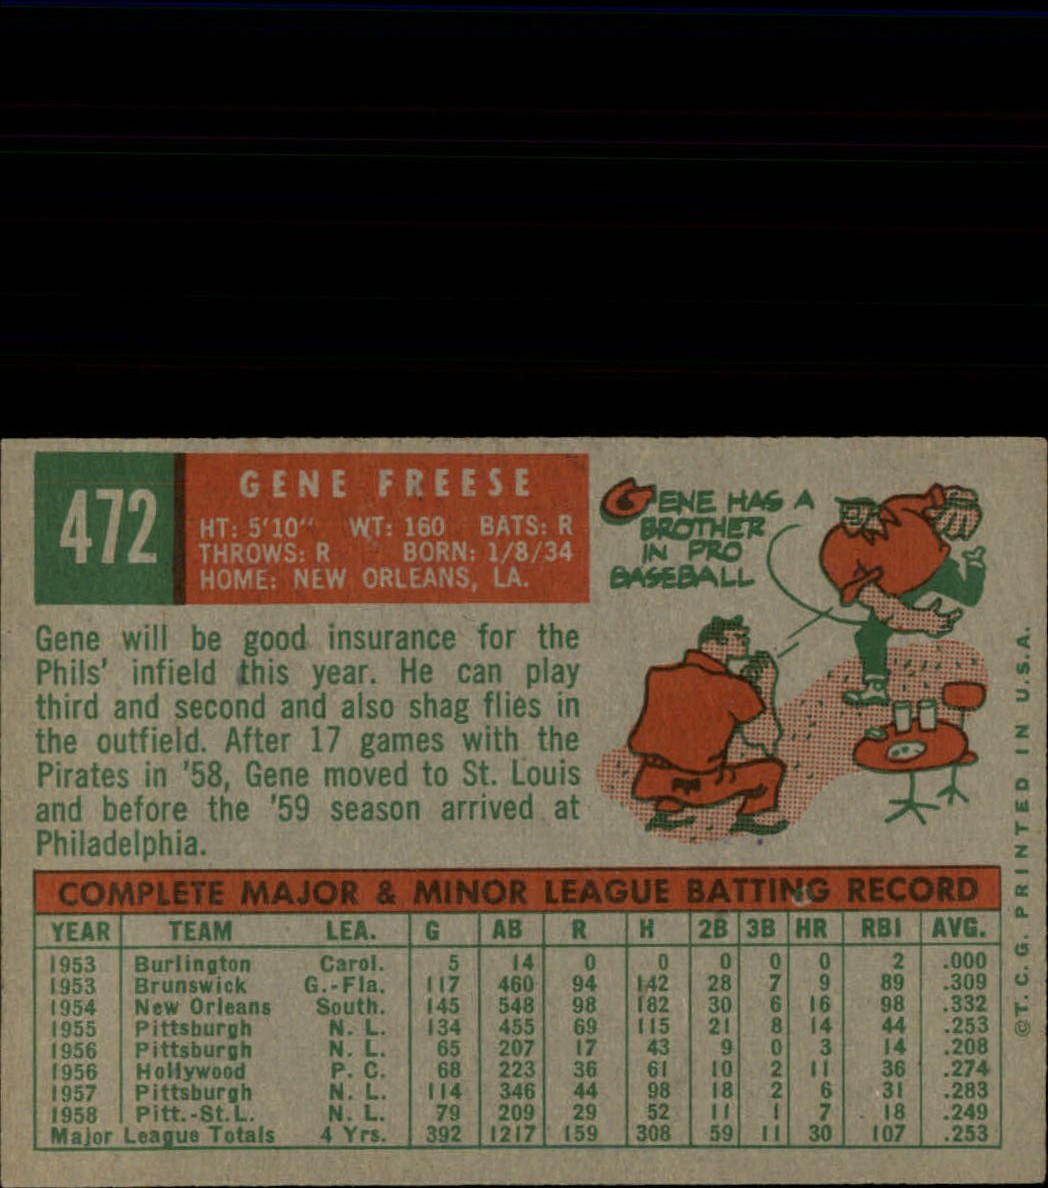 472
GENE FREESE
HT: 5'10" WT: 160 BATS: R
THROWS: R BORN: 1/8/34
HOME: NEW ORLEANS, LA.
GENE HAS A
BROTHER
IN PRO
BASEBALL
Gene will be good insurance for the
Phils' infield this year. He can play
third and second and also shag flies in
the outfield. After 17 games with the
Pirates in '58, Gene moved to St. Louis
and before the '59 season arrived at
Philadelphia.
COMPLETE MAJOR & MINOR LEAGUE BATTING RECORD
YEAR TEAM LEA. G AB R H 2B 3B HR RBI AVG.
1953 Burlington Carol. 5 14 0 0 0 0 0 2 .000
1953 Brunswick G.-Fla. 117 460 94 142 28 7 9 89 .309
1954 New Orleans South. 145 548 98 182 30 6 16 98 .332
1955 Pittsburgh N. L. 134 455 69 115 21 8 14 44 .253
1956 Pittsburgh N. L. 65 207 17 43 9 0 3 14 .208
1956 Hollywood P. C. 68 223 36 61 10 2 11 36 .274
1957 Pittsburgh N. L. 114 346 44 98 18 2 6 31 .283
1958 Pitt.-St.L. N. L. 79 209 29 52 11 1 7 18 .249
Major League Totals 4 Yrs. 392 1217 159 308 59 11 30 107 .253
©T.C.G. PRINTED IN U.S.A.